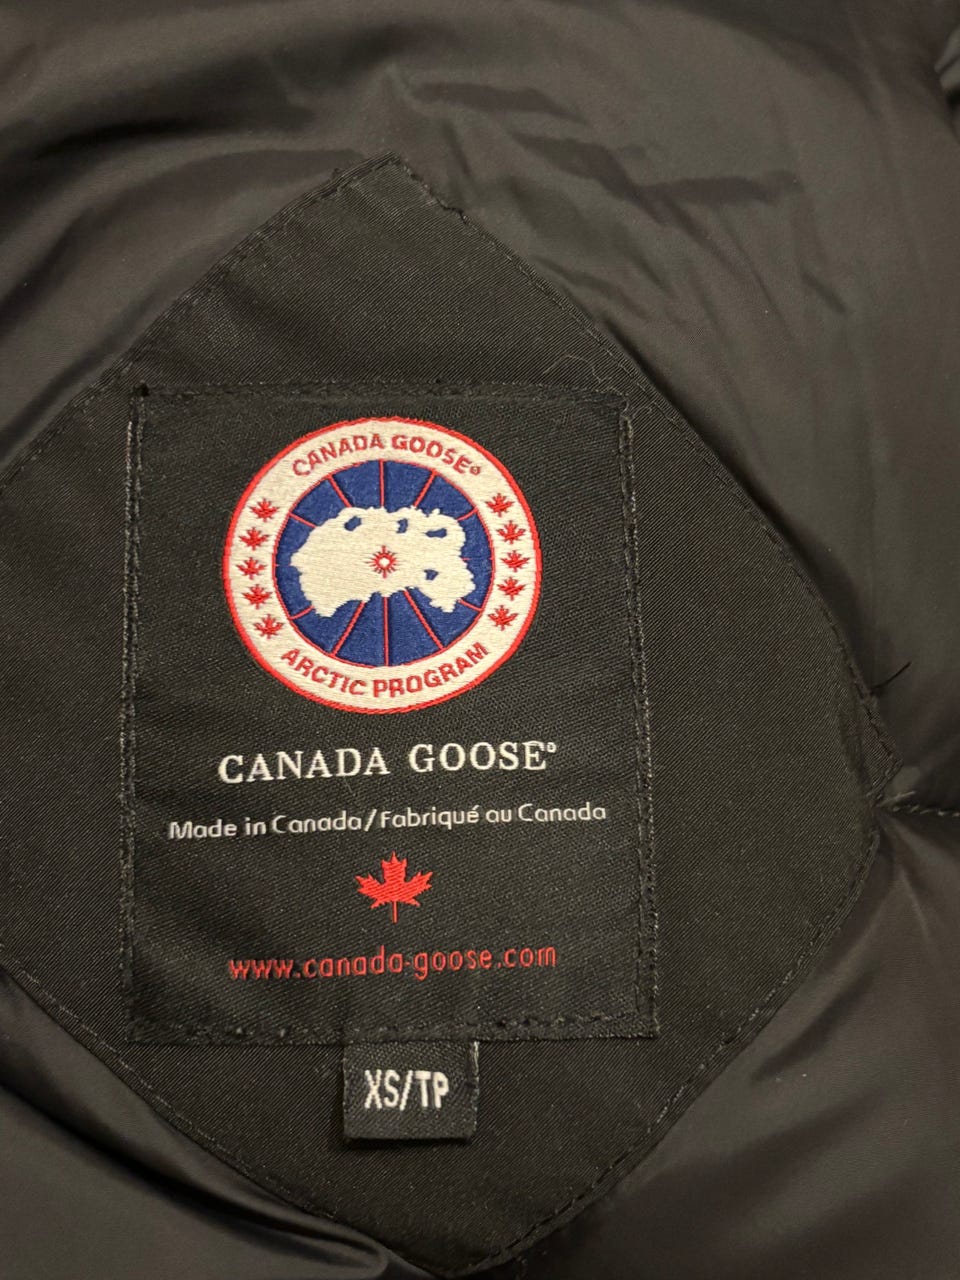 CANADA GOOSE®
ARCTIC PROGRAM
CANADA GOOSE®
Made in Canada/Fabriqué au Canada
www.canada-goose.com
XS/TP